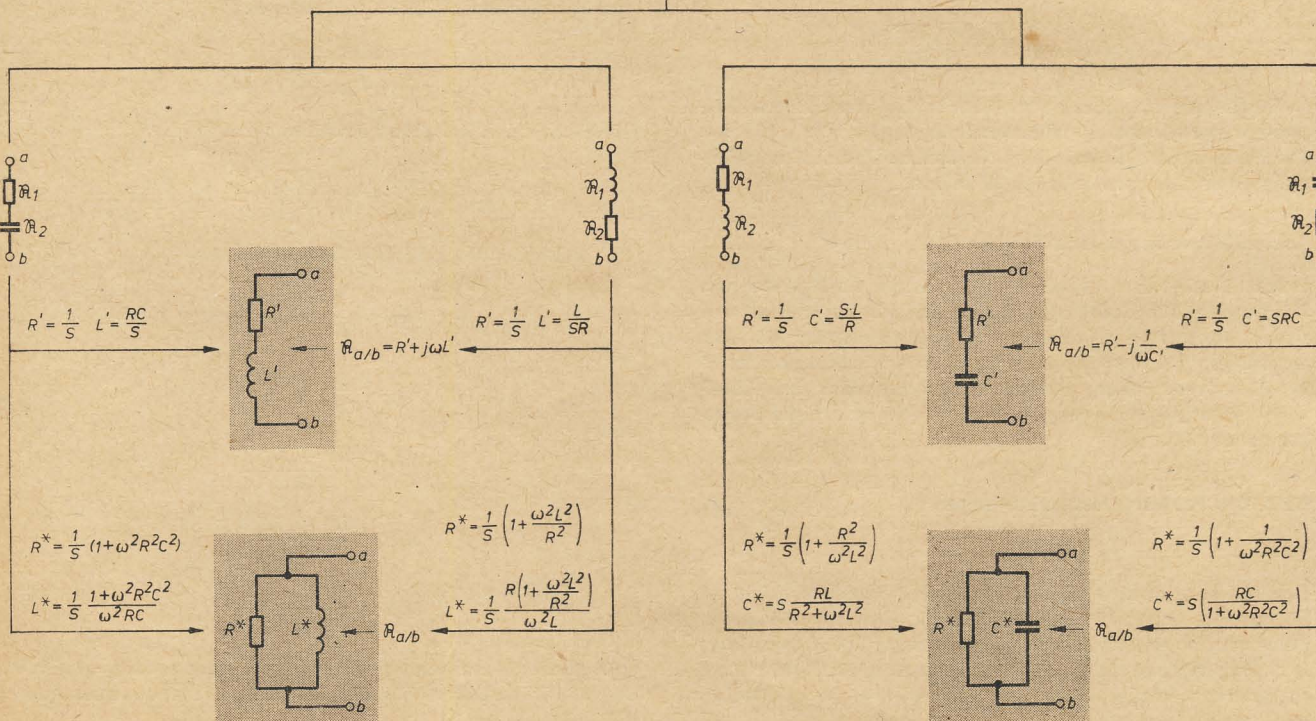 a
ℜ₁
ℜ₂
b
R' = 1/S L' = RC/S
a
R'
L'
b
ℜa/b = R' + jωL'
a
ℜ₁
ℜ₂
b
R' = 1/S L' = L/SR
R* = 1/S (1+ω²R²C²)
L* = 1/S (1+ω²R²C²)/(ω²RC)
a
R*
L*
b
ℜa/b
R* = 1/S (1 + ω²L²/R²)
L* = 1/S R(1 + ω²L²/R²)/(ω²L)
a
ℜ₁
ℜ₂
b
R' = 1/S C' = S·L/R
a
R'
C'
b
ℜa/b = R' - j 1/ωC'
a
ℜ₁
ℜ₂
b
R' = 1/S C' = SRC
R* = 1/S (1 + R²/ω²L²)
C* = S RL/(R²+ω²L²)
a
R*
C*
b
ℜa/b
R* = 1/S (1 + 1/ω²R²C²)
C* = S (RC/(1+ω²R²C²))